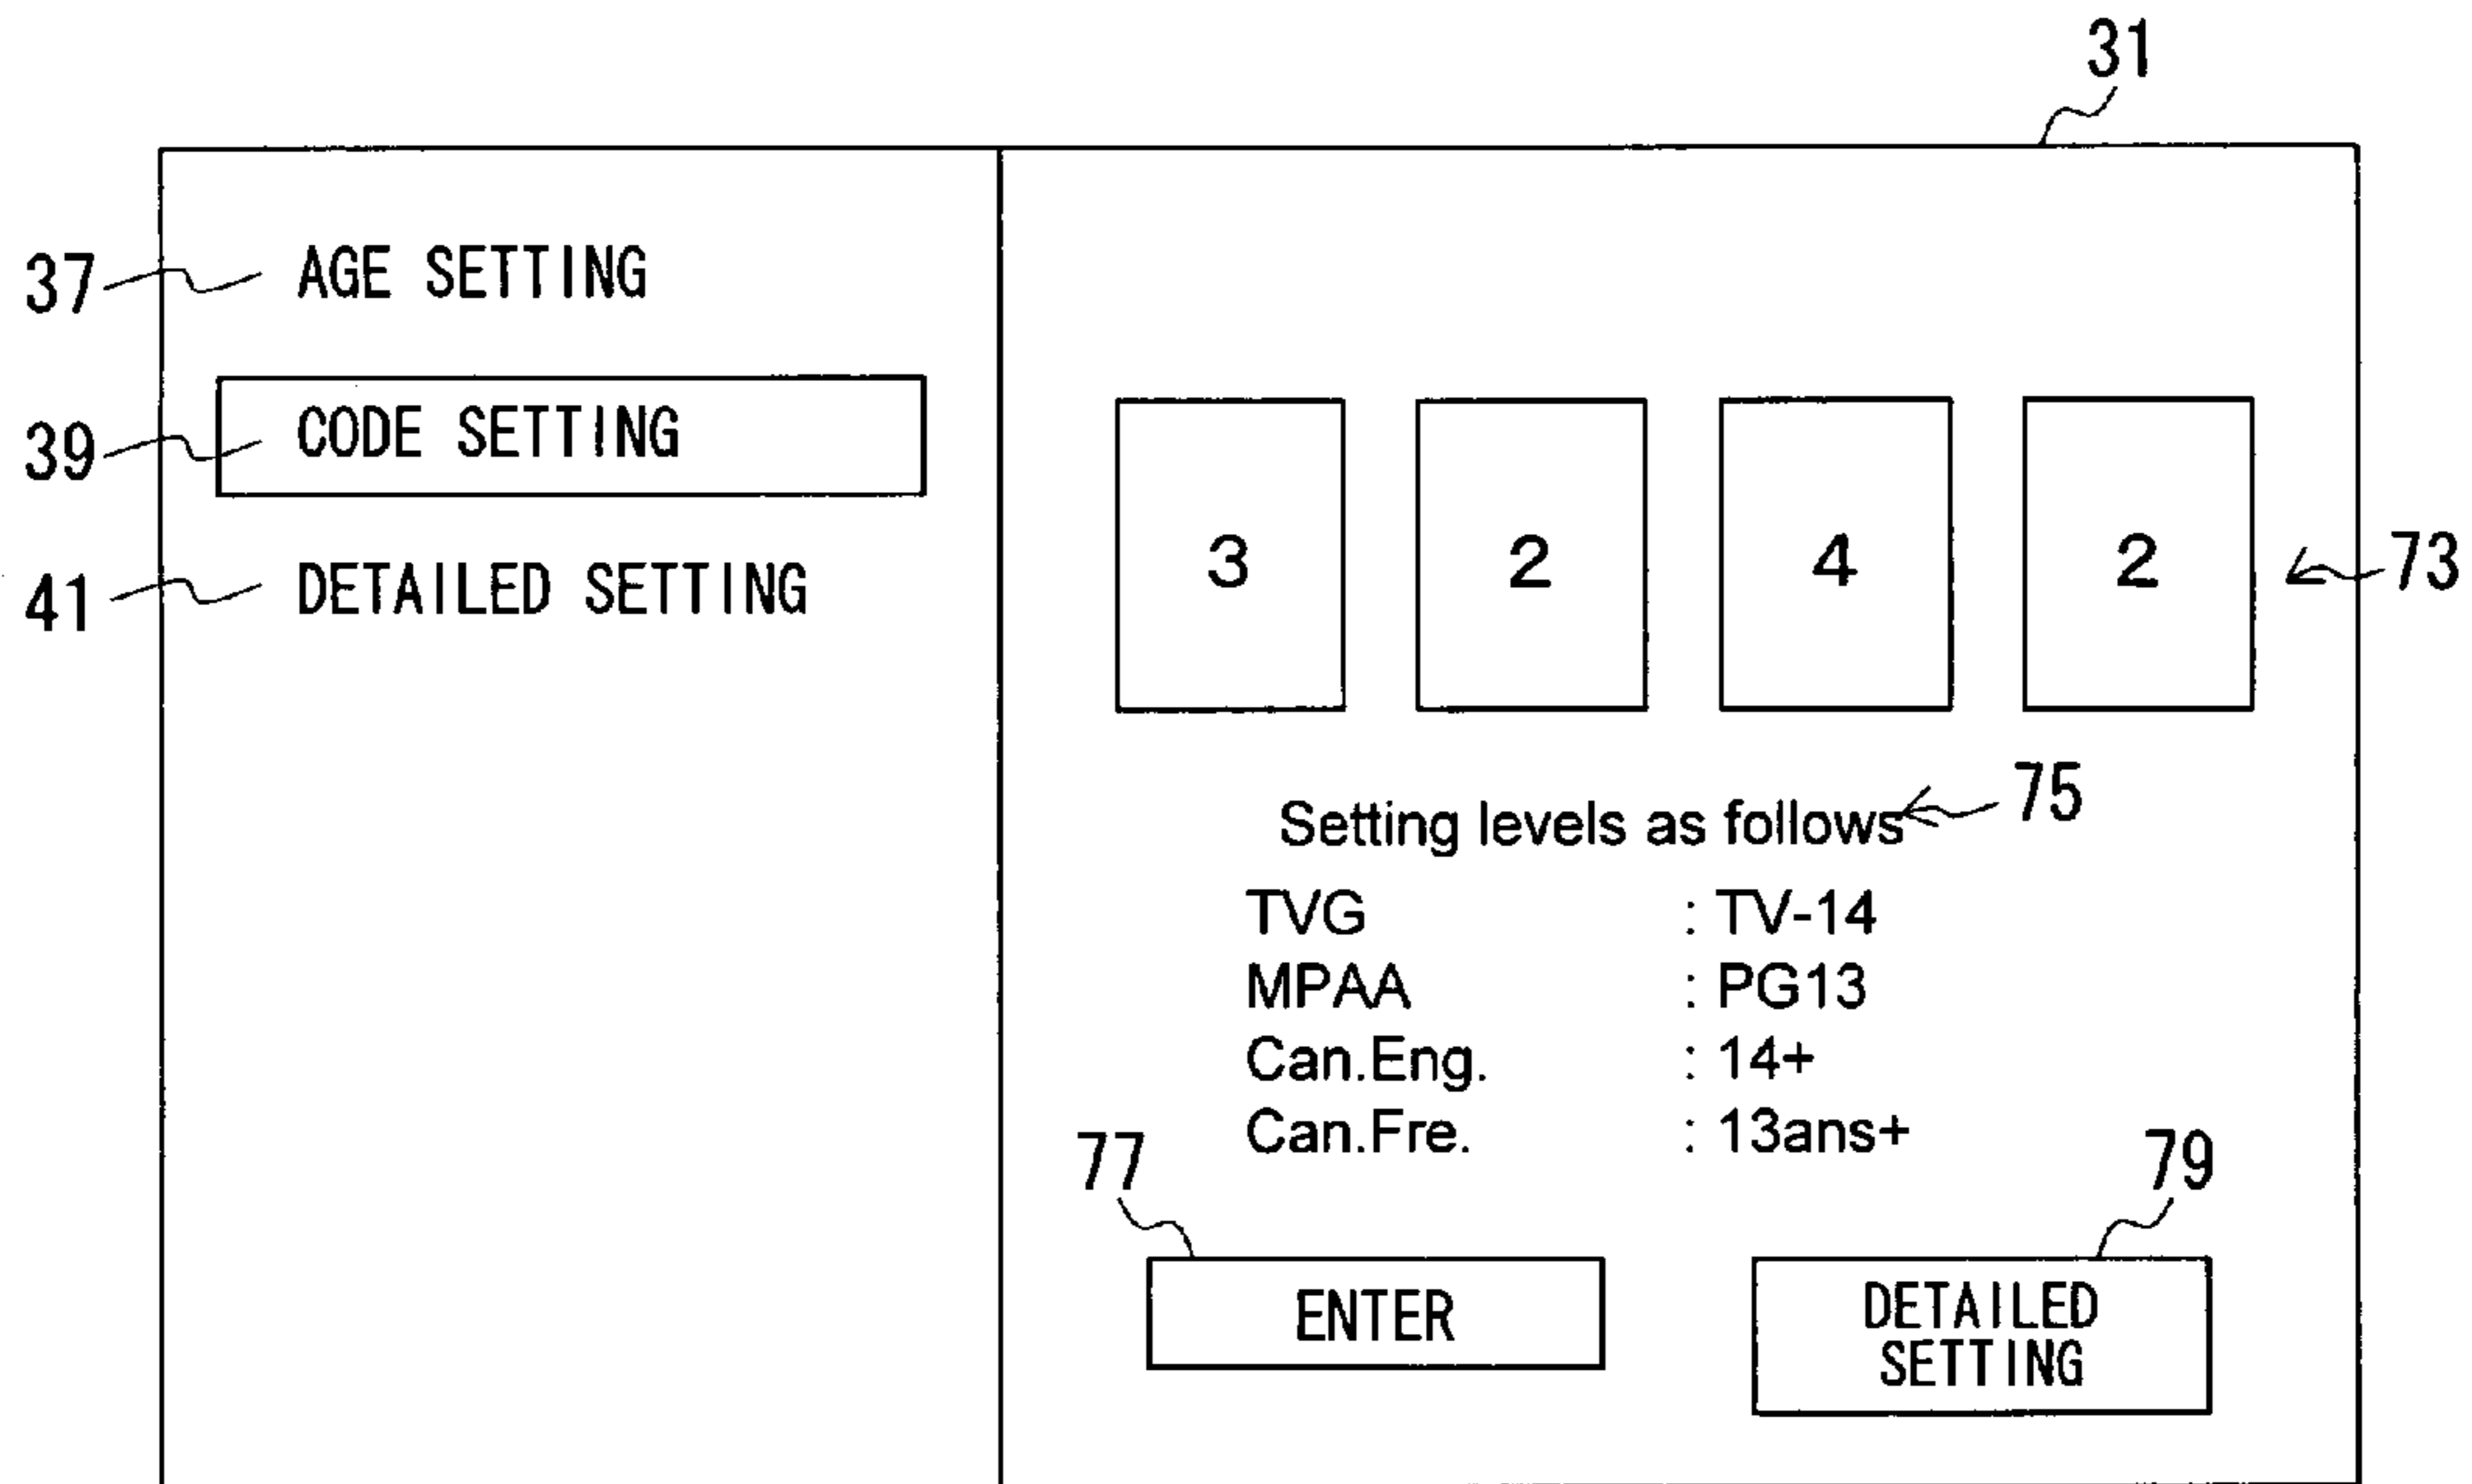 31
37 AGE SETTING
39 CODE SETTING
41 DETAILED SETTING
3 2 4 2 73
Setting levels as follows 75
TVG : TV-14
MPAA : PG13
Can.Eng. : 14+
Can.Fre. : 13ans+
77 79
ENTER
DETAILED
SETTING